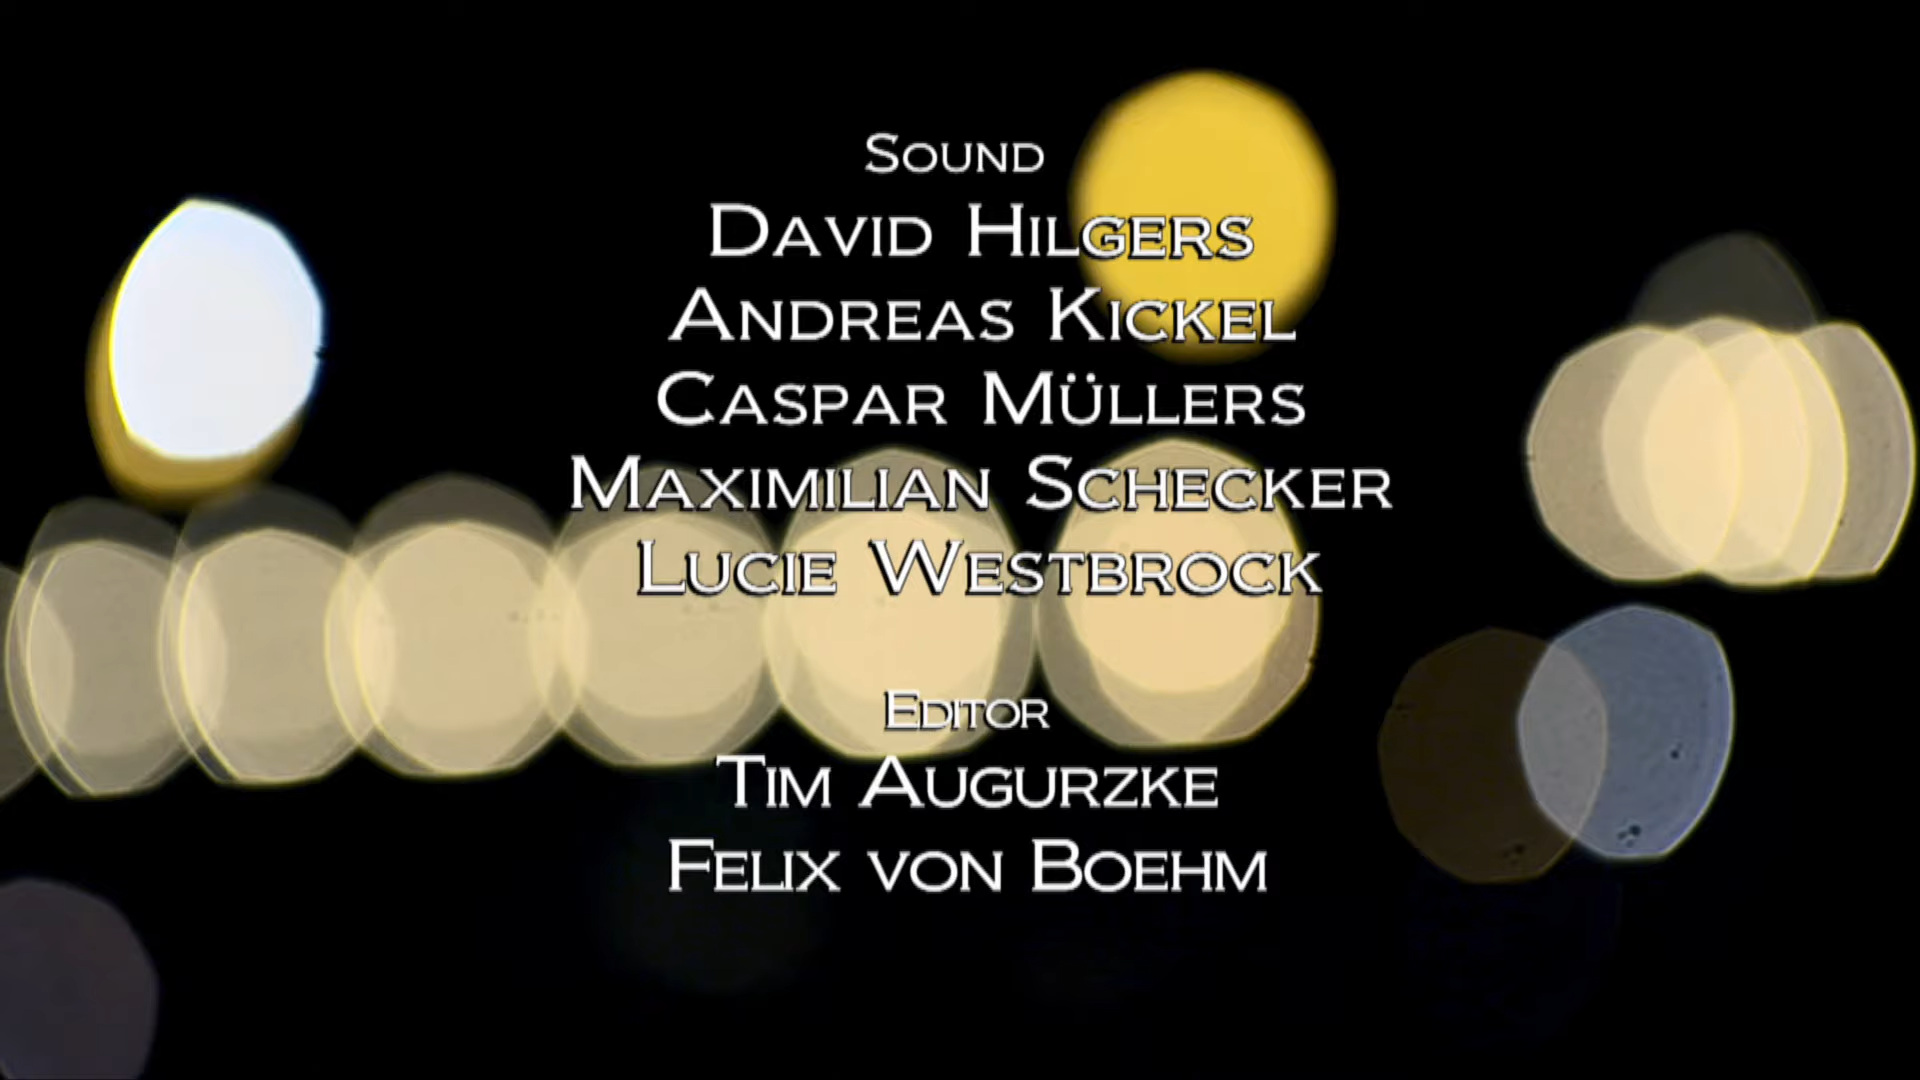 Sound
David Hilgers
Andreas Kickel
Caspar Müllers
Maximilian Schecker
Lucie Westbrock
Editor
Tim Augurzke
Felix von Boehm